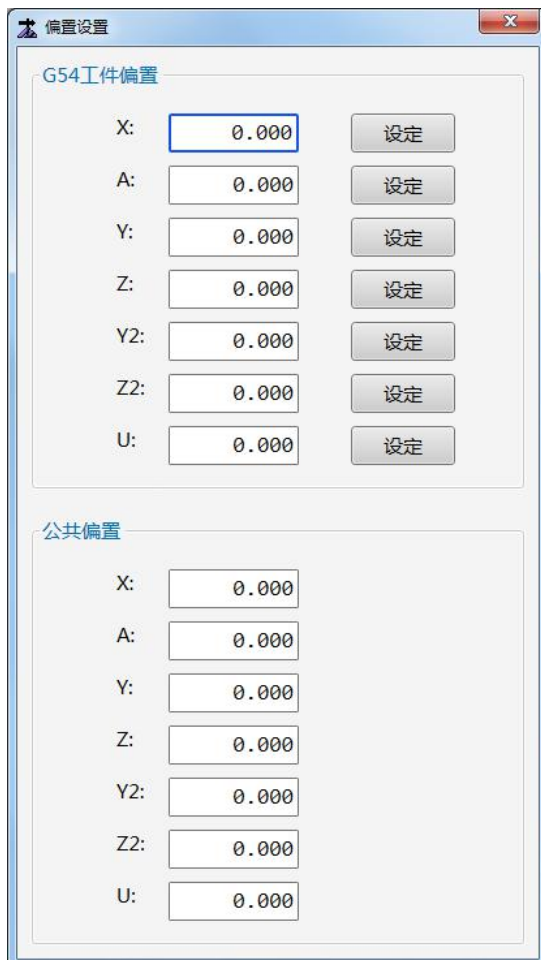 偏置设置
G54工件偏置
X: 0.000 设定
A: 0.000 设定
Y: 0.000 设定
Z: 0.000 设定
Y2: 0.000 设定
Z2: 0.000 设定
U: 0.000 设定
公共偏置
X: 0.000
A: 0.000
Y: 0.000
Z: 0.000
Y2: 0.000
Z2: 0.000
U: 0.000